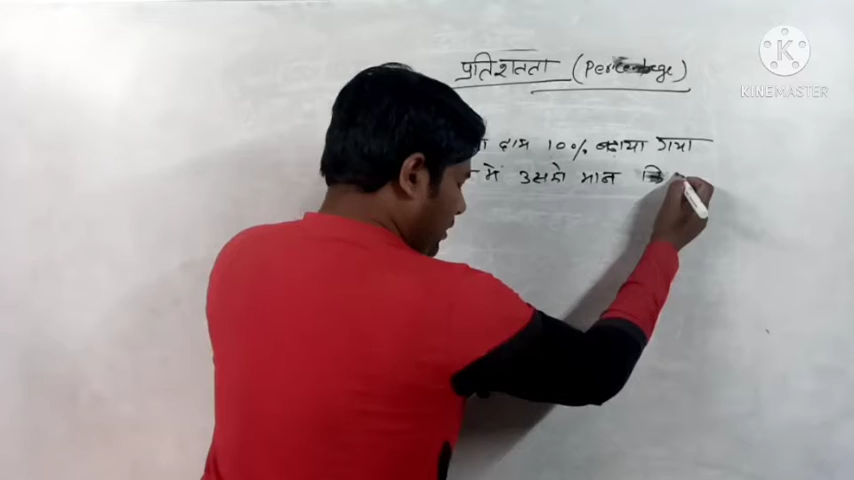 प्रतिशतता (Percentage)
दाम 10% बढ़ाया गया
में उसको मान
K
KINEMASTER